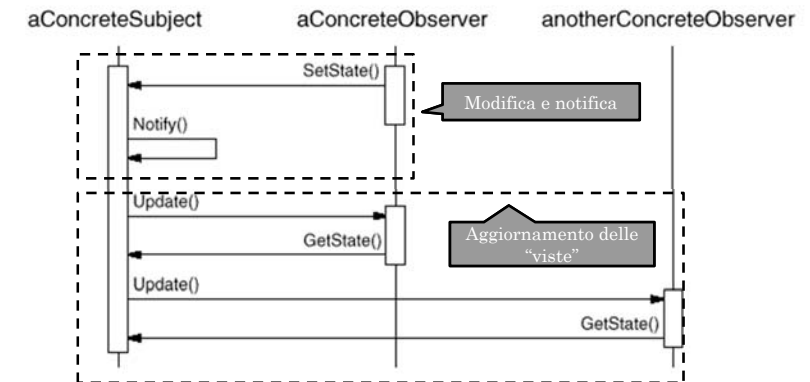 aConcreteSubject aConcreteObserver anotherConcreteObserver
SetState()
Modifica e notifica
Notify()
Update()
Aggiornamento delle
“viste”
GetState()
Update()
GetState()